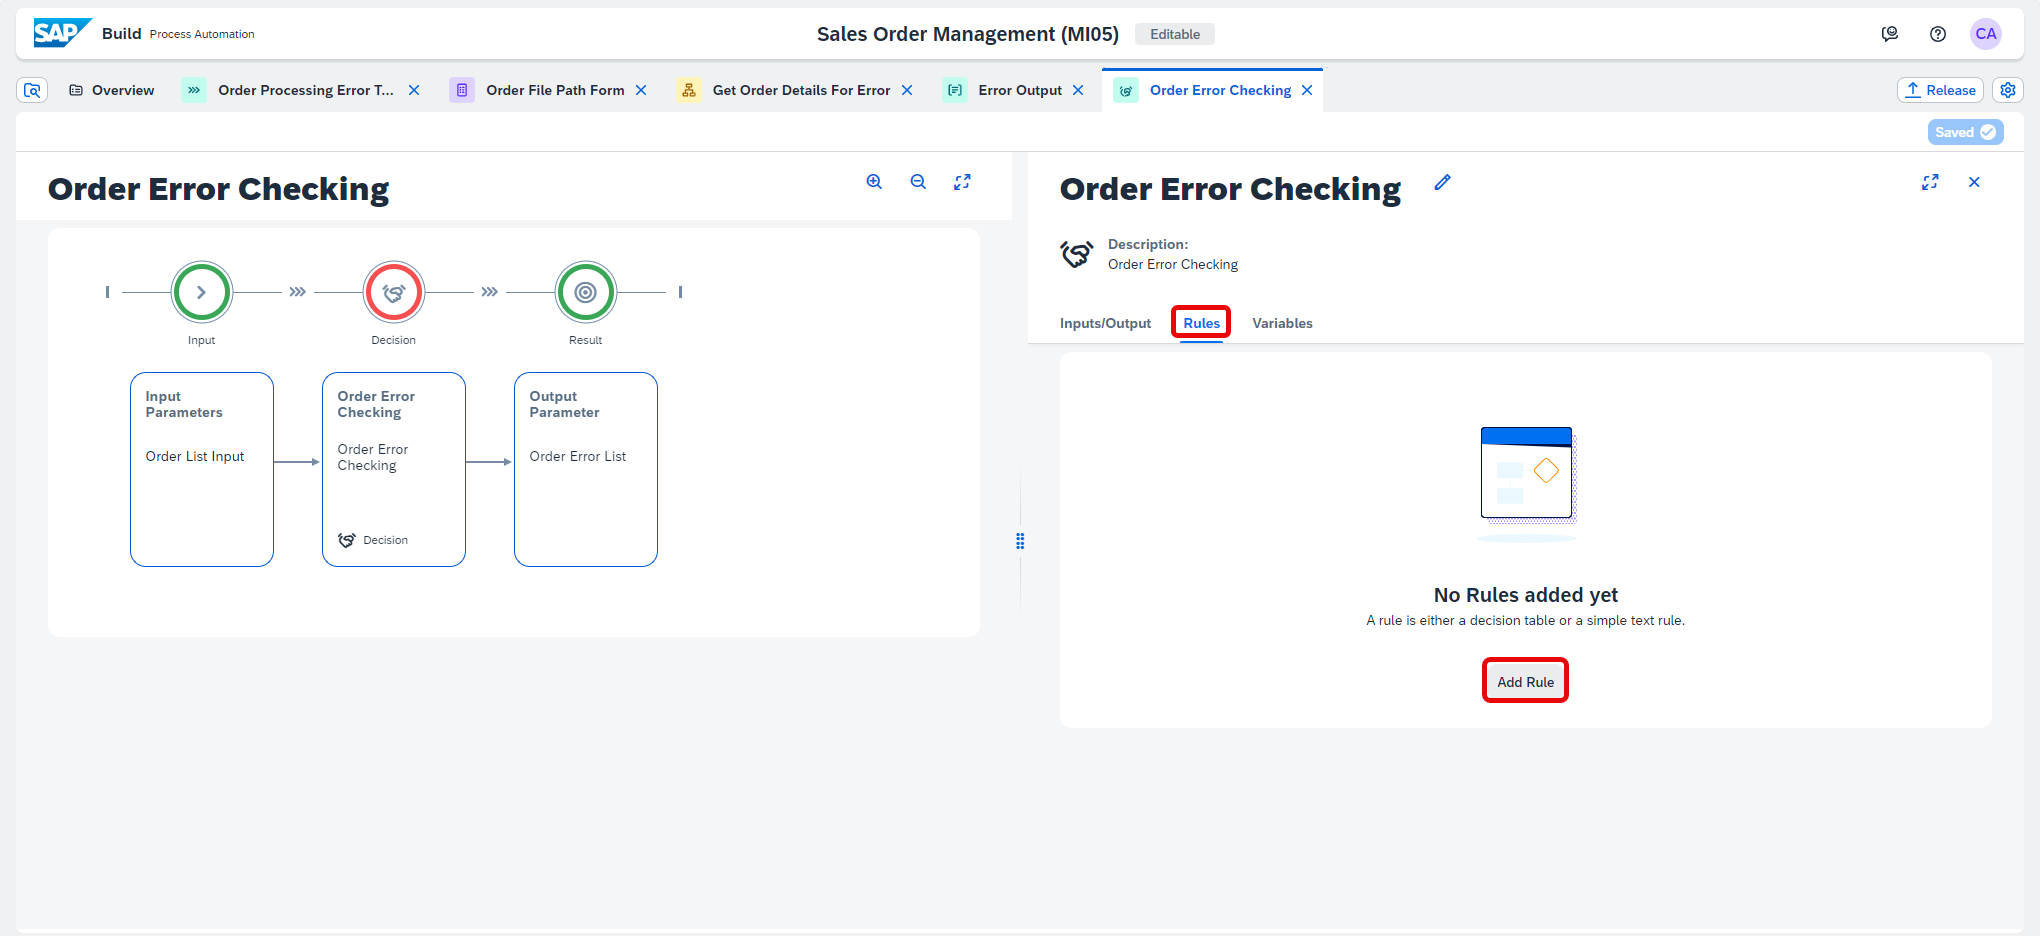 SAP Build Process Automation
Sales Order Management (MI05) Editable
CA
Overview
Order Processing Error T...
Order File Path Form
Get Order Details For Error
Error Output
Order Error Checking
Release
Saved
Order Error Checking
Input
Decision
Result
Input
Parameters
Order List Input
Order Error
Checking
Order Error
Checking
Decision
Output
Parameter
Order Error List
Order Error Checking
Description:
Order Error Checking
Inputs/Output
Rules
Variables
No Rules added yet
A rule is either a decision table or a simple text rule.
Add Rule